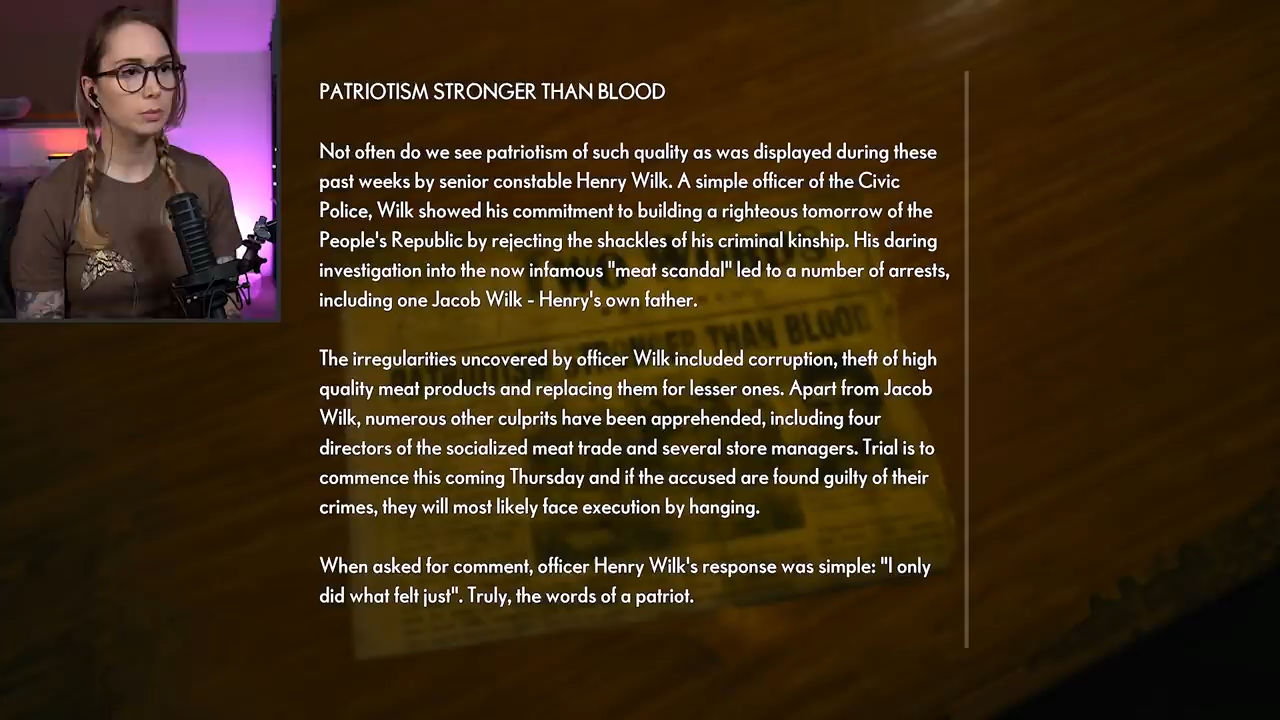 PATRIOTISM STRONGER THAN BLOOD
Not often do we see patriotism of such quality as was displayed during these
past weeks by senior constable Henry Wilk. A simple officer of the Civic
Police, Wilk showed his commitment to building a righteous tomorrow of the
People's Republic by rejecting the shackles of his criminal kinship. His daring
investigation into the now infamous "meat scandal" led to a number of arrests,
including one Jacob Wilk - Henry's own father.
The irregularities uncovered by officer Wilk included corruption, theft of high
quality meat products and replacing them for lesser ones. Apart from Jacob
Wilk, numerous other culprits have been apprehended, including four
directors of the socialized meat trade and several store managers. Trial is to
commence this coming Thursday and if the accused are found guilty of their
crimes, they will most likely face execution by hanging.
When asked for comment, officer Henry Wilk's response was simple: "I only
did what felt just". Truly, the words of a patriot.
THAN BLOOD